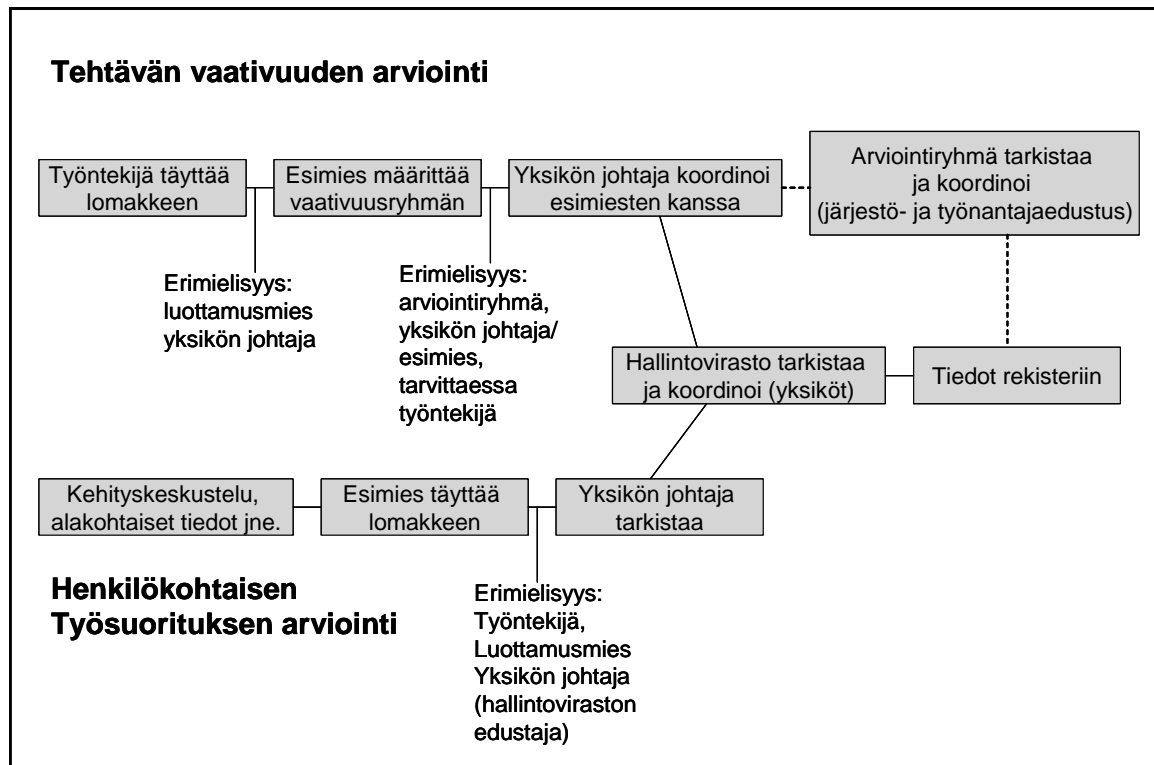 Tehtävän vaativuuden arviointi
Työntekijä täyttää
lomakkeen
Esimies määrittää
vaativuusryhmän
Yksikön johtaja koordinoi
esimiesten kanssa
Arviointiryhmä tarkistaa
ja koordinoi
(järjestö- ja työnantajaedustus)
Erimielisyys:
luottamusmies
yksikön johtaja
Erimielisyys:
arviointiryhmä,
yksikön johtaja/
esimies,
tarvittaessa
työntekijä
Hallintovirasto tarkistaa
ja koordinoi (yksiköt)
Tiedot rekisteriin
Kehityskeskustelu,
alakohtaiset tiedot jne.
Esimies täyttää
lomakkeen
Yksikön johtaja
tarkistaa
Henkilökohtaisen
Työsuorituksen arviointi
Erimielisyys:
Työntekijä,
Luottamusmies
Yksikön johtaja
(hallintoviraston
edustaja)